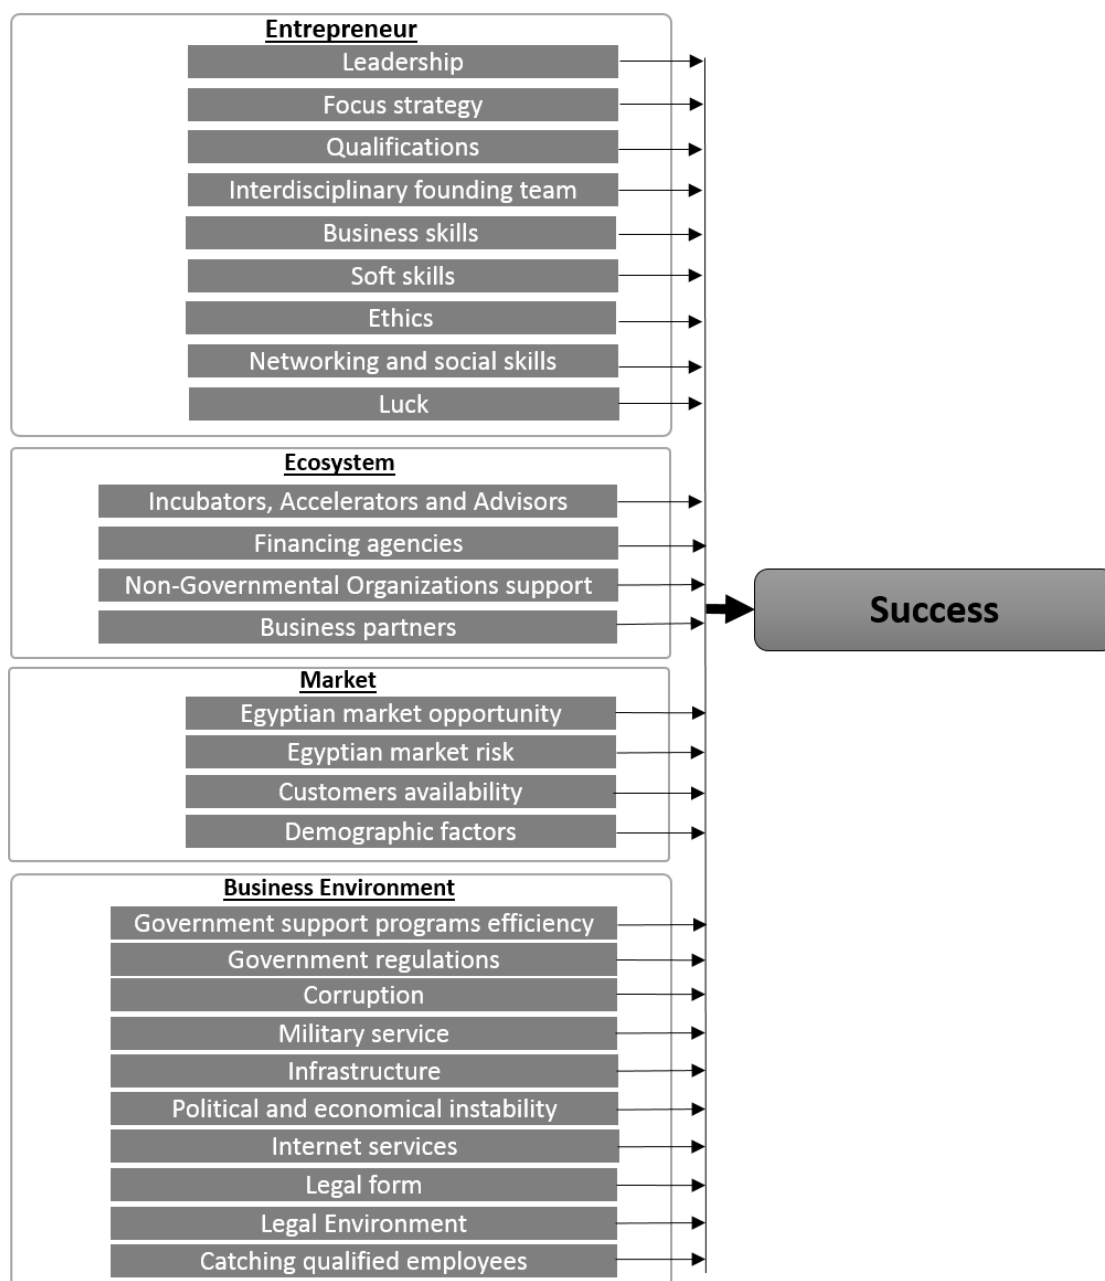 Entrepreneur
Leadership
Focus strategy
Qualifications
Interdisciplinary founding team
Business skills
Soft skills
Ethics
Networking and social skills
Luck
Ecosystem
Incubators, Accelerators and Advisors
Financing agencies
Non-Governmental Organizations support
Business partners
Success
Market
Egyptian market opportunity
Egyptian market risk
Customers availability
Demographic factors
Business Environment
Government support programs efficiency
Government regulations
Corruption
Military service
Infrastructure
Political and economical instability
Internet services
Legal form
Legal Environment
Catching qualified employees